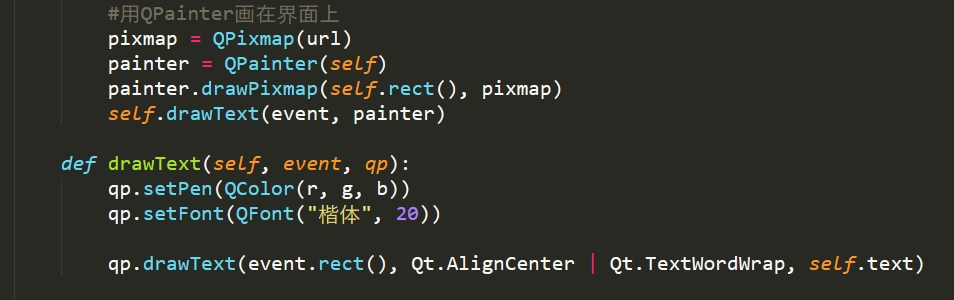 #用QPainter画在界面上
pixmap = QPixmap(url)
painter = QPainter(self)
painter.drawPixmap(self.rect(), pixmap)
self.drawText(event, painter)
def drawText(self, event, qp):
qp.setPen(QColor(r, g, b))
qp.setFont(QFont("楷体", 20))
qp.drawText(event.rect(), Qt.AlignCenter | Qt.TextWordWrap, self.text)